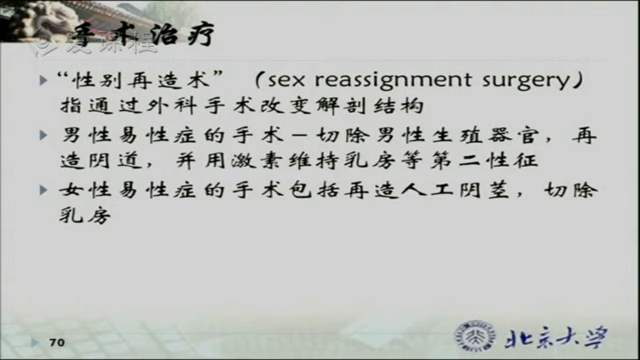 手术治疗
爱课程
“性别再造术”（sex reassignment surgery）
指通过外科手术改变解剖结构
男性易性症的手术－切除男性生殖器官，再
造阴道，并用激素维持乳房等第二性征
女性易性症的手术包括再造人工阴茎，切除
乳房
70
北京大学